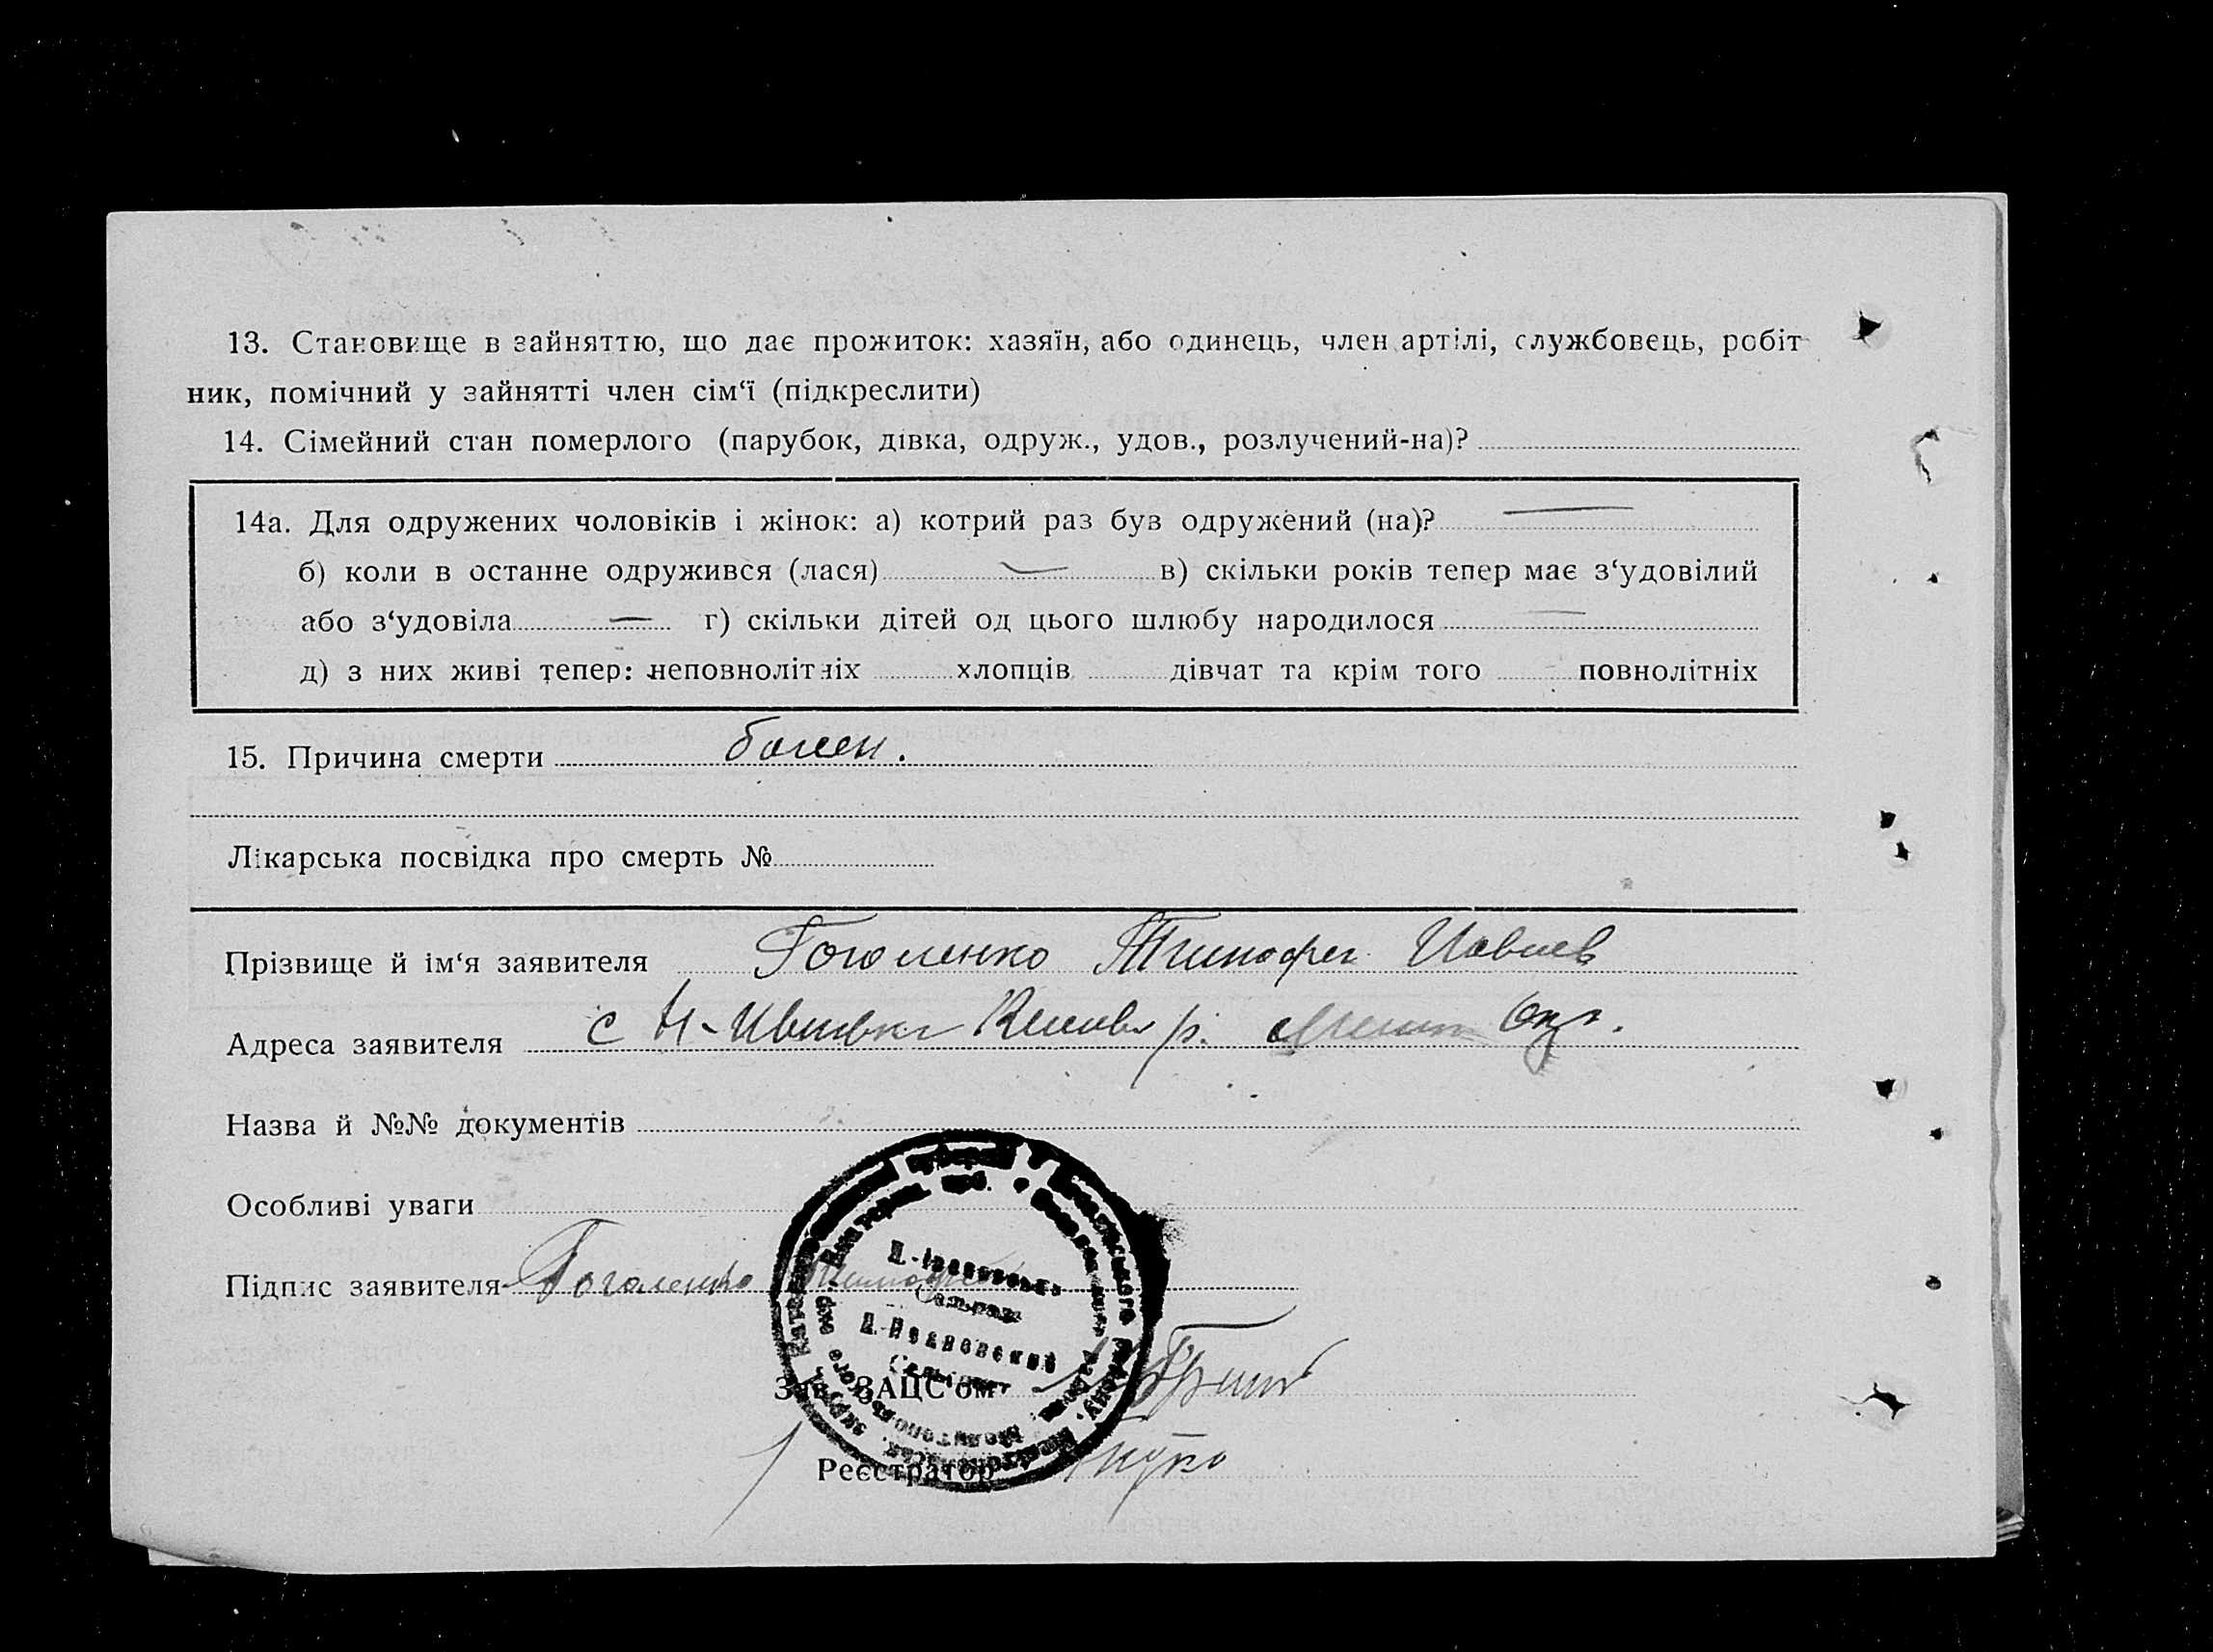 13. Становище в зайняттю, що дає прожиток: хазяїн, або одинець, член артілі, службовець, робіт
ник, помічний у зайнятті член сім‘ї (підкреслити)
14. Сімейний стан померлого (парубок, дівка, одруж., удов., розлучений-на)?
14а. Для одружених чоловіків і жінок: а) котрий раз був одружений (на)? —
б) коли в останне одружився (лася) — в) скільки років тепер має з‘удовілий
або з‘удовіла — г) скільки дітей од цього шлюбу народилося —
д) з них живі тепер: неповнолітніх хлопців дівчат та крім того повнолітніх
15. Причина смерти
Лікарська посвідка про смерть №
Прізвище й ім‘я заявителя Гоголенко Тимофей
Адреса заявителя с Н-
Назва й №№ документів
Особливі уваги
Підпис заявителя Гоголенко
Зав. ЗАЦС‘ом
Реєстратор